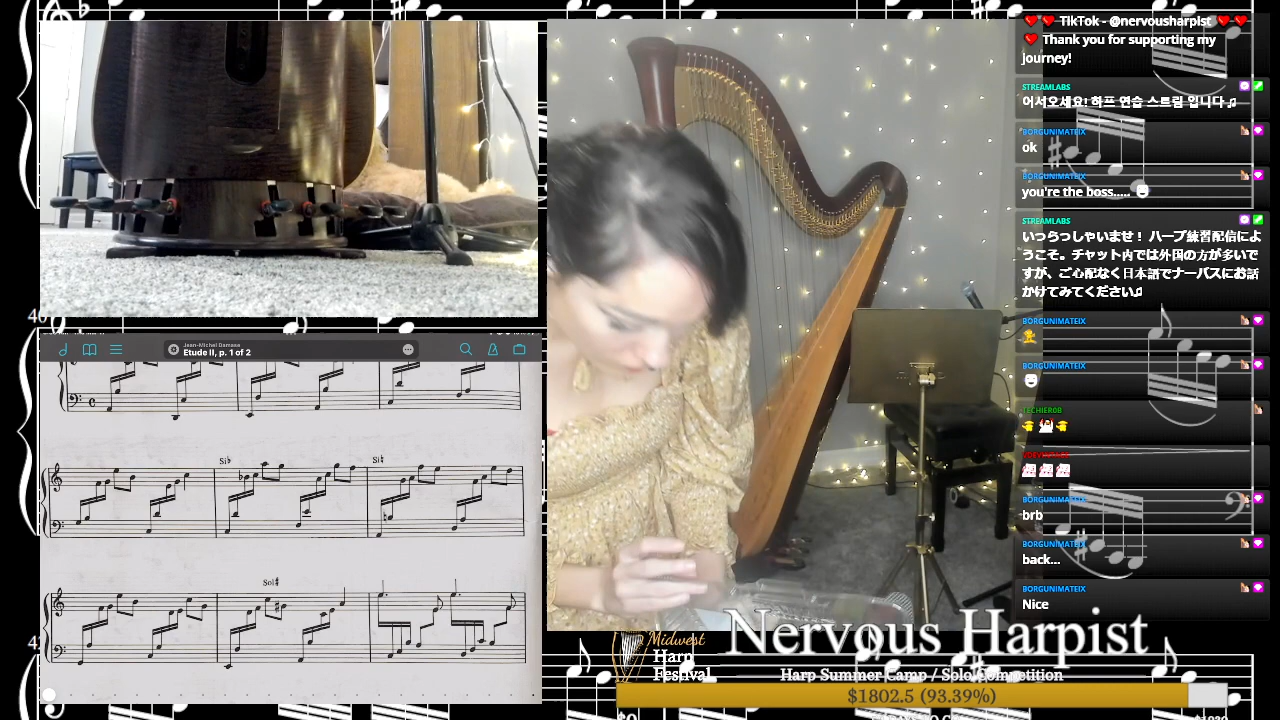 TikTok - @nervousharpist
Thank you for supporting my
journey!
STREAMLABS
어서오세요! 하프 연습 스트림 입니다 ♫
BORGUNIMATEIX
ok
BORGUNIMATEIX
you're the boss.....
STREAMLABS
いっらっしゃいませ！ ハープ練習配信によ
うこそ。チャット内では外国の方が多いで
すが、ご心配なく日本語でナーバスにお話
かけてみてください♫
BORGUNIMATEIX
BORGUNIMATEIX
TECHIEROB
BORGUNIMATEIX
brb
BORGUNIMATEIX
back...
BORGUNIMATEIX
Nice
40
Jean-Michel Damase
Etude II, p. 1 of 2
Si♭
Si♮
Sol#
Nervous Harpist
Midwest
Harp
Festival
Harp Summer Camp / Solo Competition
$1802.5 (93.39%)